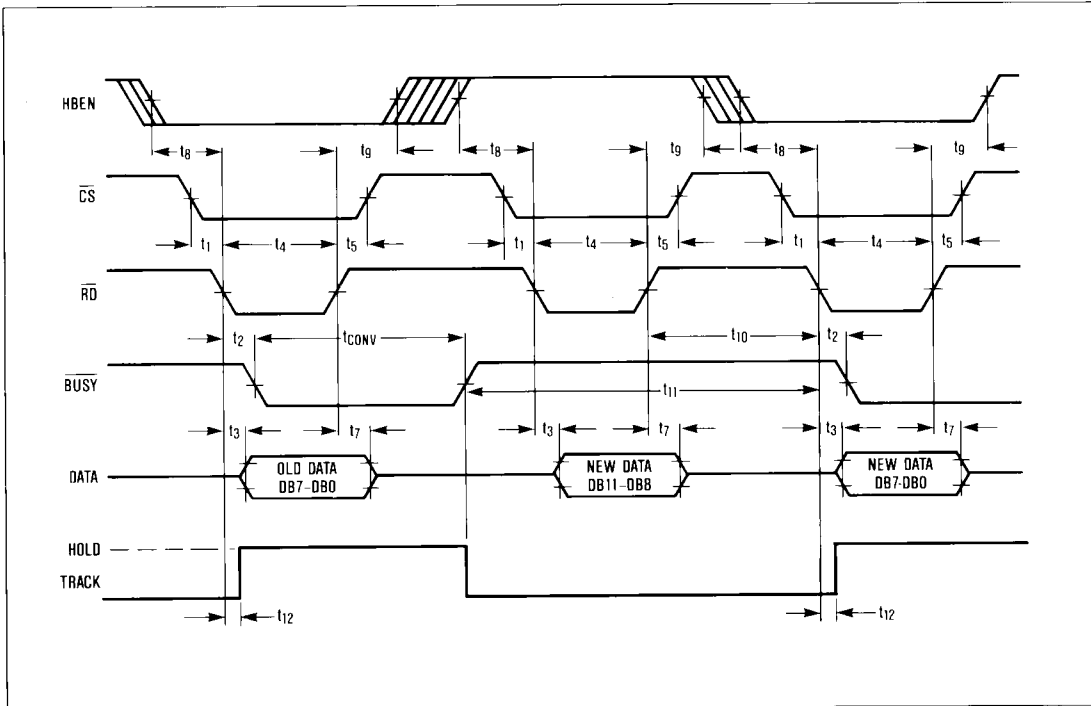 HBEN
t8 t9 t8 t9 t8 t9
CS
t1 t4 t5 t1 t4 t5 t1 t4 t5
RD
t2 tCONV t10 t2
BUSY
t11
t3 t7 t3 t7 t3 t7
DATA
OLD DATA
DB7-DB0
NEW DATA
DB11-DB8
NEW DATA
DB7-DB0
HOLD
TRACK
t12 t12